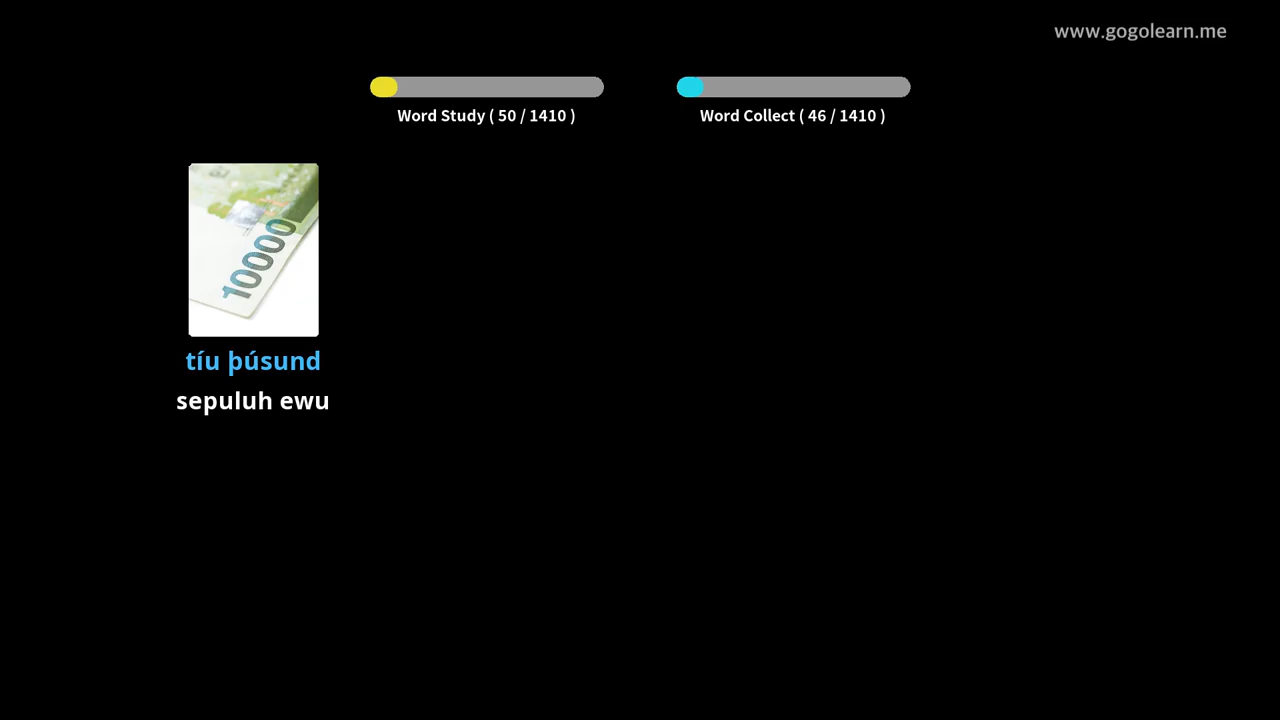 www.gogolearn.me
Word Study ( 50 / 1410 )
Word Collect ( 46 / 1410 )
10000
tíu þúsund
sepuluh ewu